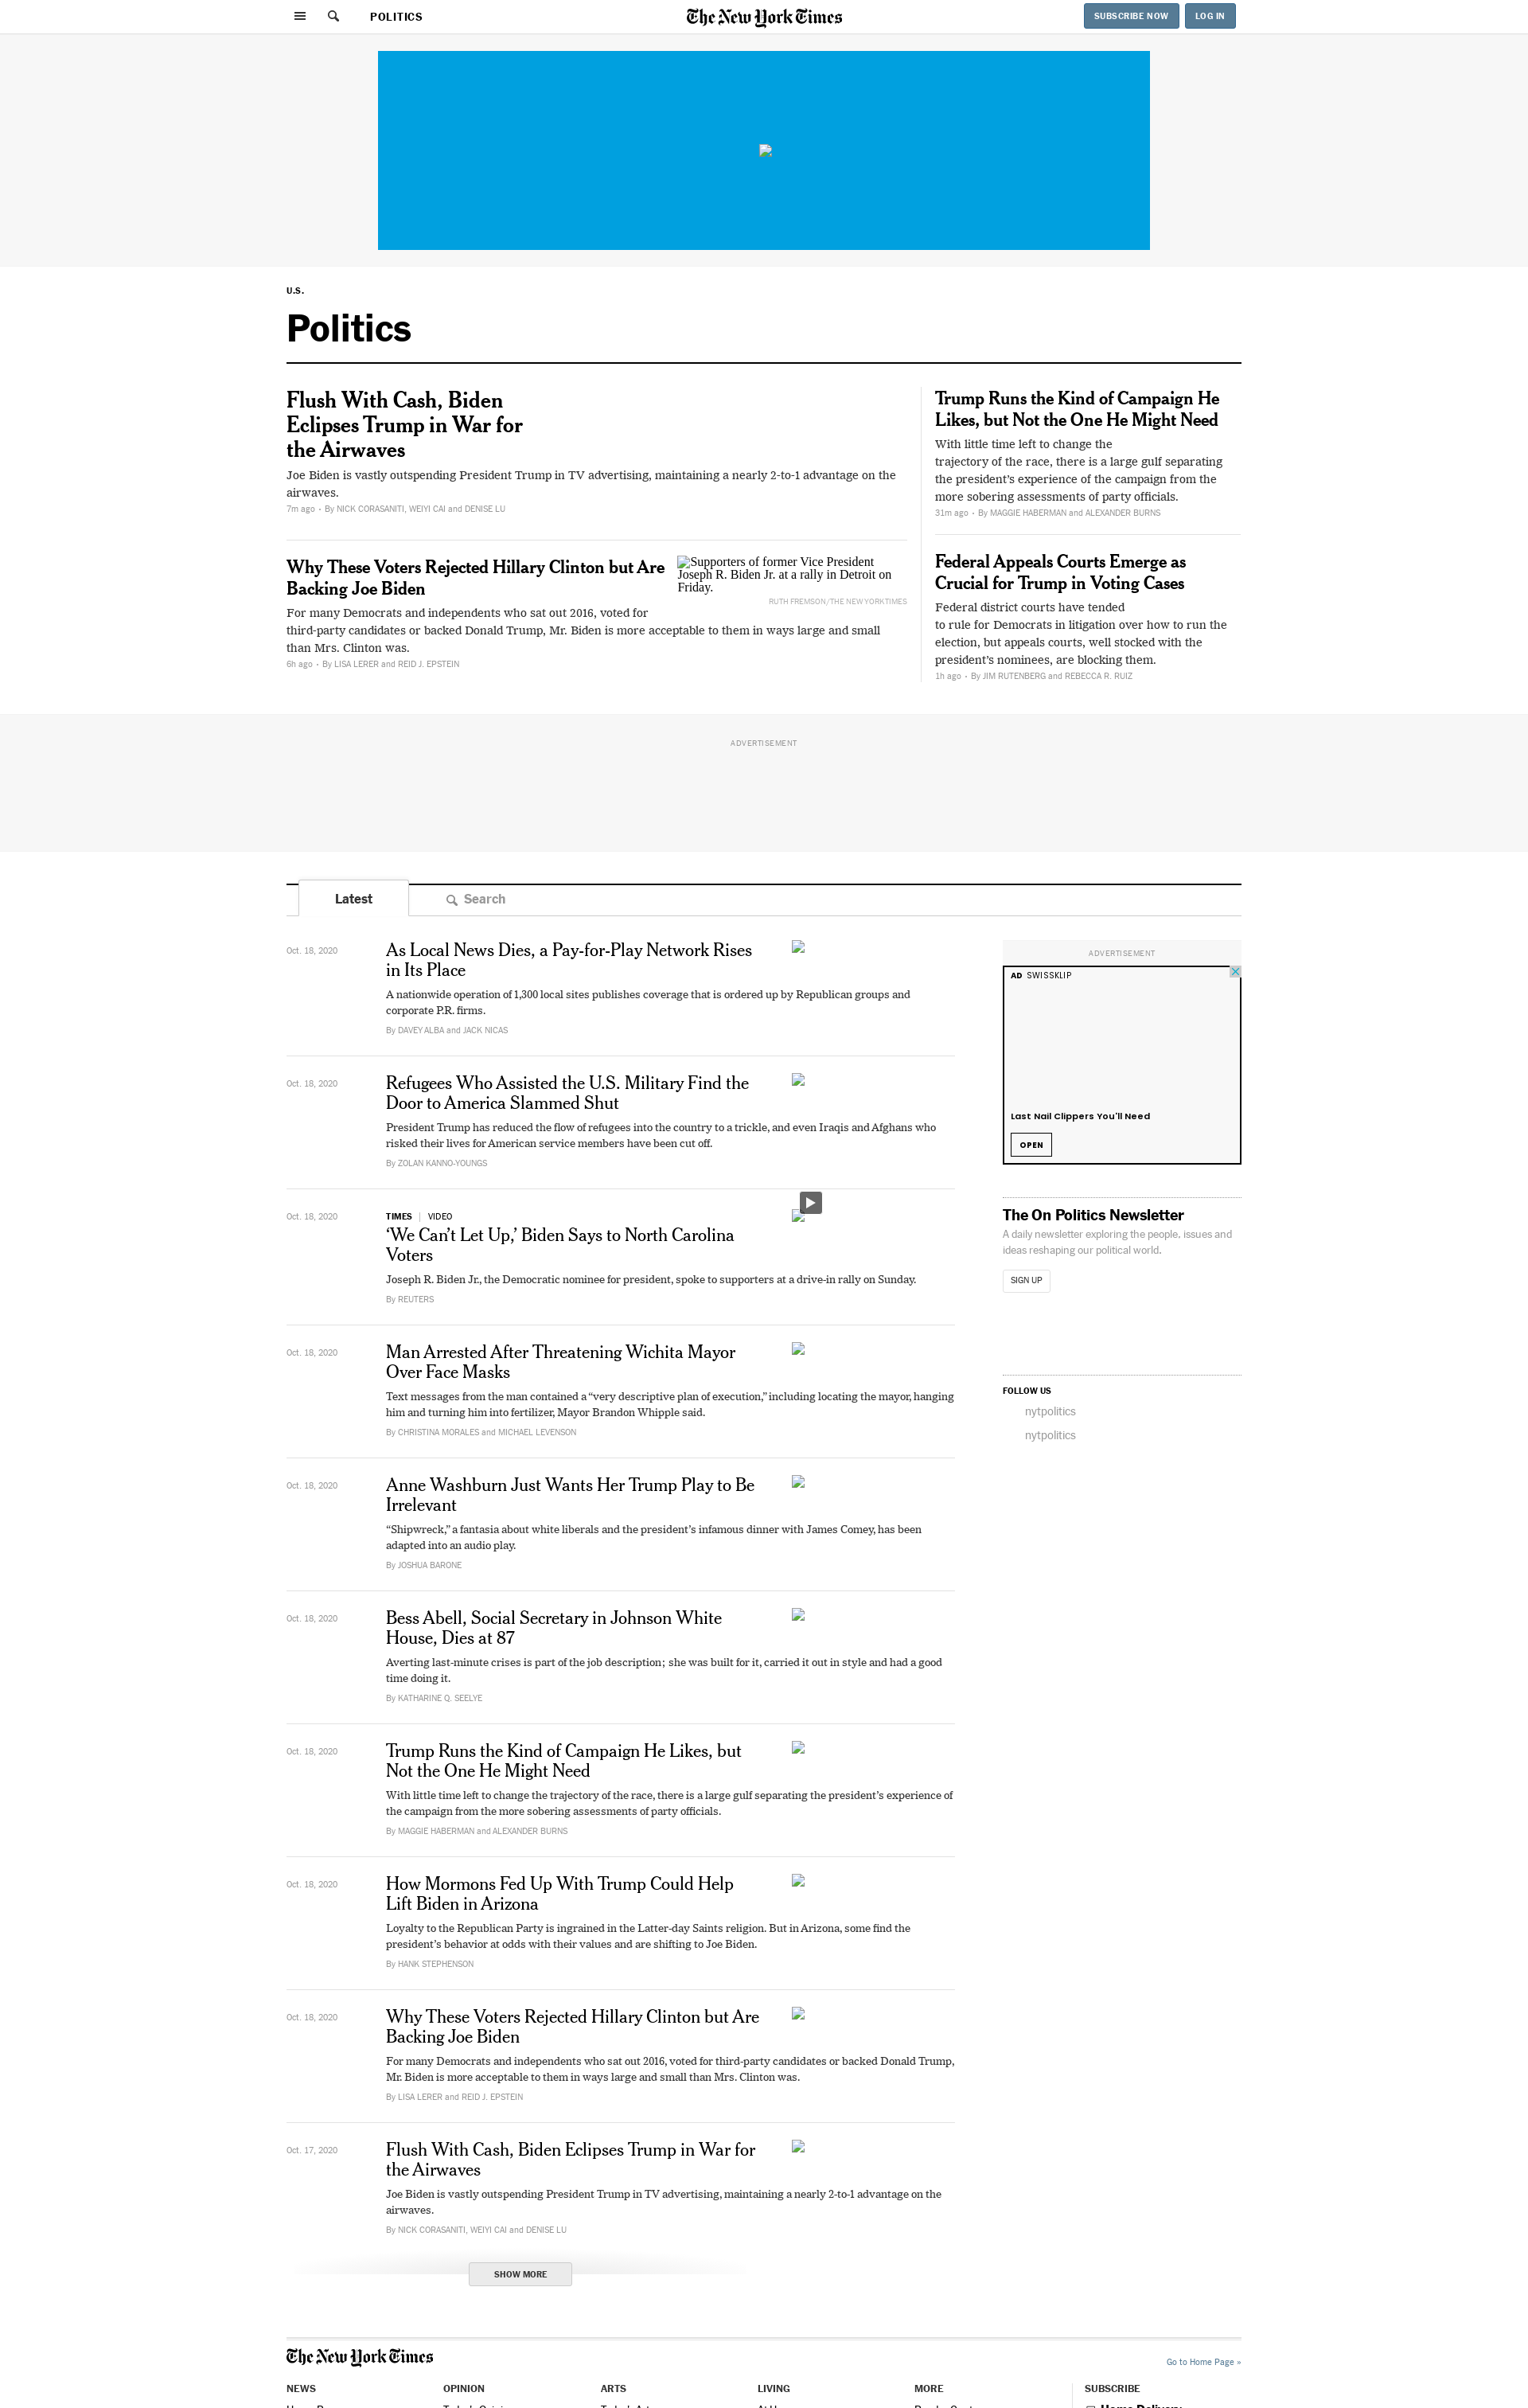 POLITICS
The New York Times
SUBSCRIBE NOW
LOG IN
U.S.
Politics
Flush With Cash, Biden
Eclipses Trump in War for
the Airwaves
Joe Biden is vastly outspending President Trump in TV advertising, maintaining a nearly 2-to-1 advantage on the
airwaves.
7m ago • By NICK CORASANITI, WEIYI CAI and DENISE LU
Why These Voters Rejected Hillary Clinton but Are
Backing Joe Biden
Supporters of former Vice President
Joseph R. Biden Jr. at a rally in Detroit on
Friday.
RUTH FREMSON/THE NEW YORK TIMES
For many Democrats and independents who sat out 2016, voted for
third-party candidates or backed Donald Trump, Mr. Biden is more acceptable to them in ways large and small
than Mrs. Clinton was.
6h ago • By LISA LERER and REID J. EPSTEIN
Trump Runs the Kind of Campaign He
Likes, but Not the One He Might Need
With little time left to change the
trajectory of the race, there is a large gulf separating
the president's experience of the campaign from the
more sobering assessments of party officials.
31m ago • By MAGGIE HABERMAN and ALEXANDER BURNS
Federal Appeals Courts Emerge as
Crucial for Trump in Voting Cases
Federal district courts have tended
to rule for Democrats in litigation over how to run the
election, but appeals courts, well stocked with the
president's nominees, are blocking them.
1h ago • By JIM RUTENBERG and REBECCA R. RUIZ
ADVERTISEMENT
Latest
Search
Oct. 18, 2020
As Local News Dies, a Pay-for-Play Network Rises
in Its Place
A nationwide operation of 1,300 local sites publishes coverage that is ordered up by Republican groups and
corporate P.R. firms.
By DAVEY ALBA and JACK NICAS
Oct. 18, 2020
Refugees Who Assisted the U.S. Military Find the
Door to America Slammed Shut
President Trump has reduced the flow of refugees into the country to a trickle, and even Iraqis and Afghans who
risked their lives for American service members have been cut off.
By ZOLAN KANNO-YOUNGS
Oct. 18, 2020
TIMES | VIDEO
‘We Can’t Let Up,’ Biden Says to North Carolina
Voters
Joseph R. Biden Jr., the Democratic nominee for president, spoke to supporters at a drive-in rally on Sunday.
By REUTERS
Oct. 18, 2020
Man Arrested After Threatening Wichita Mayor
Over Face Masks
Text messages from the man contained a “very descriptive plan of execution,” including locating the mayor, hanging
him and turning him into fertilizer, Mayor Brandon Whipple said.
By CHRISTINA MORALES and MICHAEL LEVENSON
Oct. 18, 2020
Anne Washburn Just Wants Her Trump Play to Be
Irrelevant
“Shipwreck,” a fantasia about white liberals and the president’s infamous dinner with James Comey, has been
adapted into an audio play.
By JOSHUA BARONE
Oct. 18, 2020
Bess Abell, Social Secretary in Johnson White
House, Dies at 87
Averting last-minute crises is part of the job description; she was built for it, carried it out in style and had a good
time doing it.
By KATHARINE Q. SEELYE
Oct. 18, 2020
Trump Runs the Kind of Campaign He Likes, but
Not the One He Might Need
With little time left to change the trajectory of the race, there is a large gulf separating the president’s experience of
the campaign from the more sobering assessments of party officials.
By MAGGIE HABERMAN and ALEXANDER BURNS
Oct. 18, 2020
How Mormons Fed Up With Trump Could Help
Lift Biden in Arizona
Loyalty to the Republican Party is ingrained in the Latter-day Saints religion. But in Arizona, some find the
president’s behavior at odds with their values and are shifting to Joe Biden.
By HANK STEPHENSON
Oct. 18, 2020
Why These Voters Rejected Hillary Clinton but Are
Backing Joe Biden
For many Democrats and independents who sat out 2016, voted for third-party candidates or backed Donald Trump,
Mr. Biden is more acceptable to them in ways large and small than Mrs. Clinton was.
By LISA LERER and REID J. EPSTEIN
Oct. 17, 2020
Flush With Cash, Biden Eclipses Trump in War for
the Airwaves
Joe Biden is vastly outspending President Trump in TV advertising, maintaining a nearly 2-to-1 advantage on the
airwaves.
By NICK CORASANITI, WEIYI CAI and DENISE LU
SHOW MORE
ADVERTISEMENT
AD SWISSKLIP
Last Nail Clippers You'll Need
OPEN
The On Politics Newsletter
A daily newsletter exploring the people, issues and
ideas reshaping our political world.
SIGN UP
FOLLOW US
nytpolitics
nytpolitics
The New York Times
Go to Home Page »
NEWS
OPINION
ARTS
LIVING
MORE
SUBSCRIBE